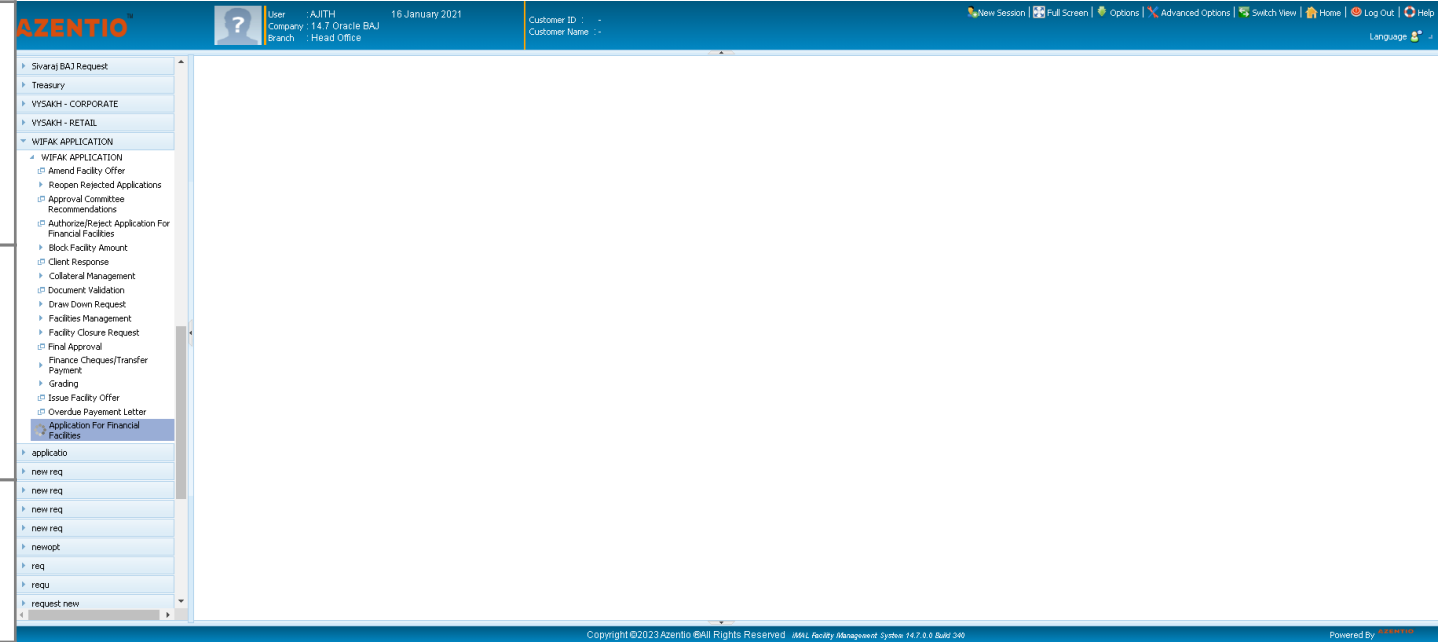 AZENTIO
User : AJITH 16 January 2021
Company : 14.7 Oracle BAJ
Branch : Head Office
Customer ID : -
Customer Name : -
New Session | Full Screen | Options | Advanced Options | Switch View | Home | Log Out | Help
Language
Sivaraj BAJ Request
Treasury
VYSAKH - CORPORATE
VYSAKH - RETAIL
WIFAK APPLICATION
WIFAK APPLICATION
Amend Facility Offer
Reopen Rejected Applications
Approval Committee
Recommendations
Authorize/Reject Application For
Financial Facilities
Block Facility Amount
Client Response
Collateral Management
Document Validation
Draw Down Request
Facilities Management
Facility Closure Request
Final Approval
Finance Cheques/Transfer
Payment
Grading
Issue Facility Offer
Overdue Payement Letter
Application For Financial
Facilities
applicatio
new req
new req
new req
new req
newopt
req
requ
request new
Copyright©2023 Azentio ®All Rights Reserved iMAL Facility Management System 14.7.0.0 Build 340
Powered By AZENTIO